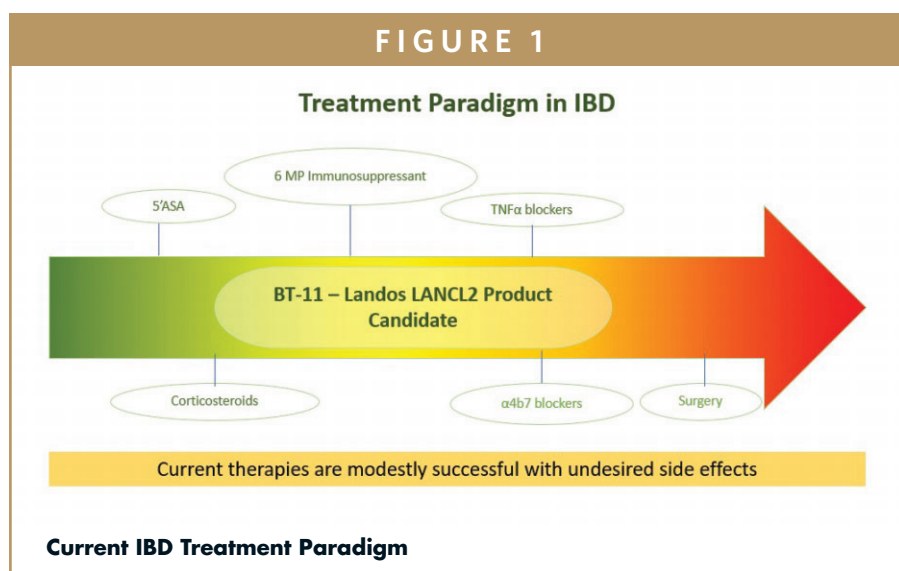 FIGURE 1
Treatment Paradigm in IBD
6 MP Immunosuppressant
5'ASA
TNFα blockers
BT-11 – Landos LANCL2 Product
Candidate
Corticosteroids
α4b7 blockers
Surgery
Current therapies are modestly successful with undesired side effects
Current IBD Treatment Paradigm